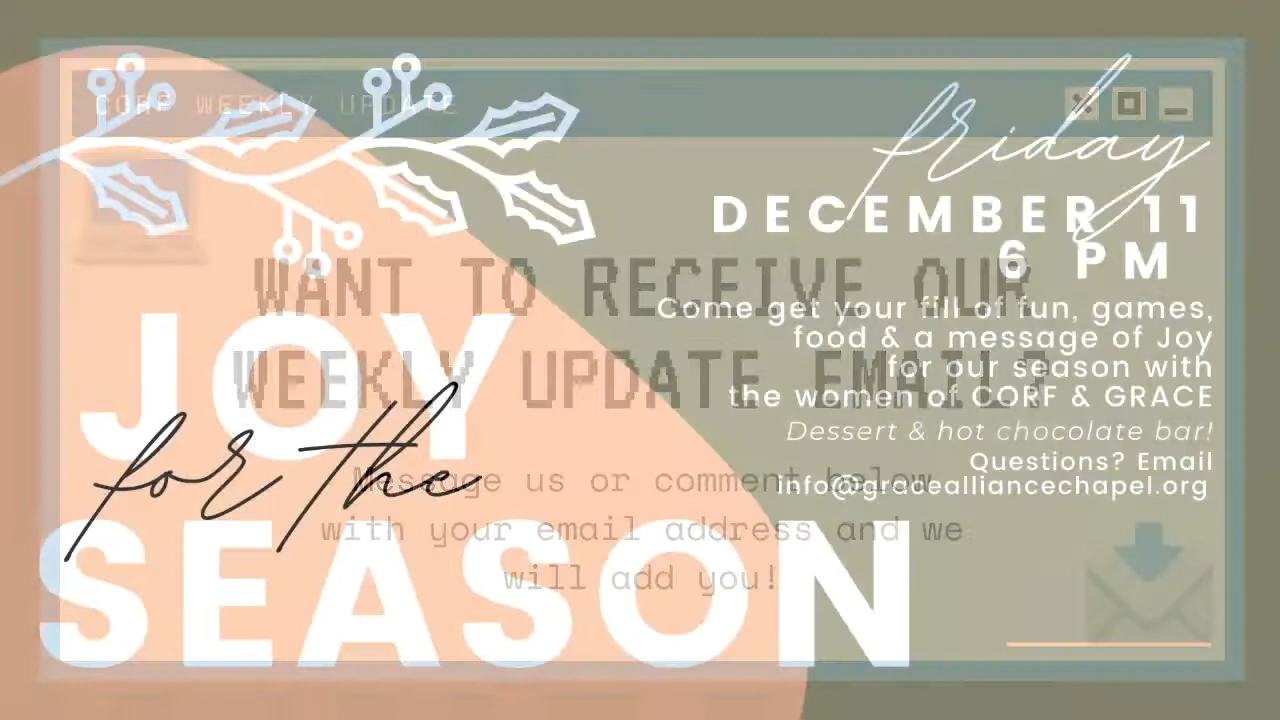 CORF WEEKLY UPDATE
friday
DECEMBER 11
6 PM
WANT TO RECEIVE OUR
WEEKLY UPDATE EMAIL?
Come get your fill of fun, games,
food & a message of Joy
for our season with
the women of CORF & GRACE
Dessert & hot chocolate bar!
Questions? Email
info@gracealliancechapel.org
JOY
for the
SEASON
Message us or comment below
with your email address and we
will add you!